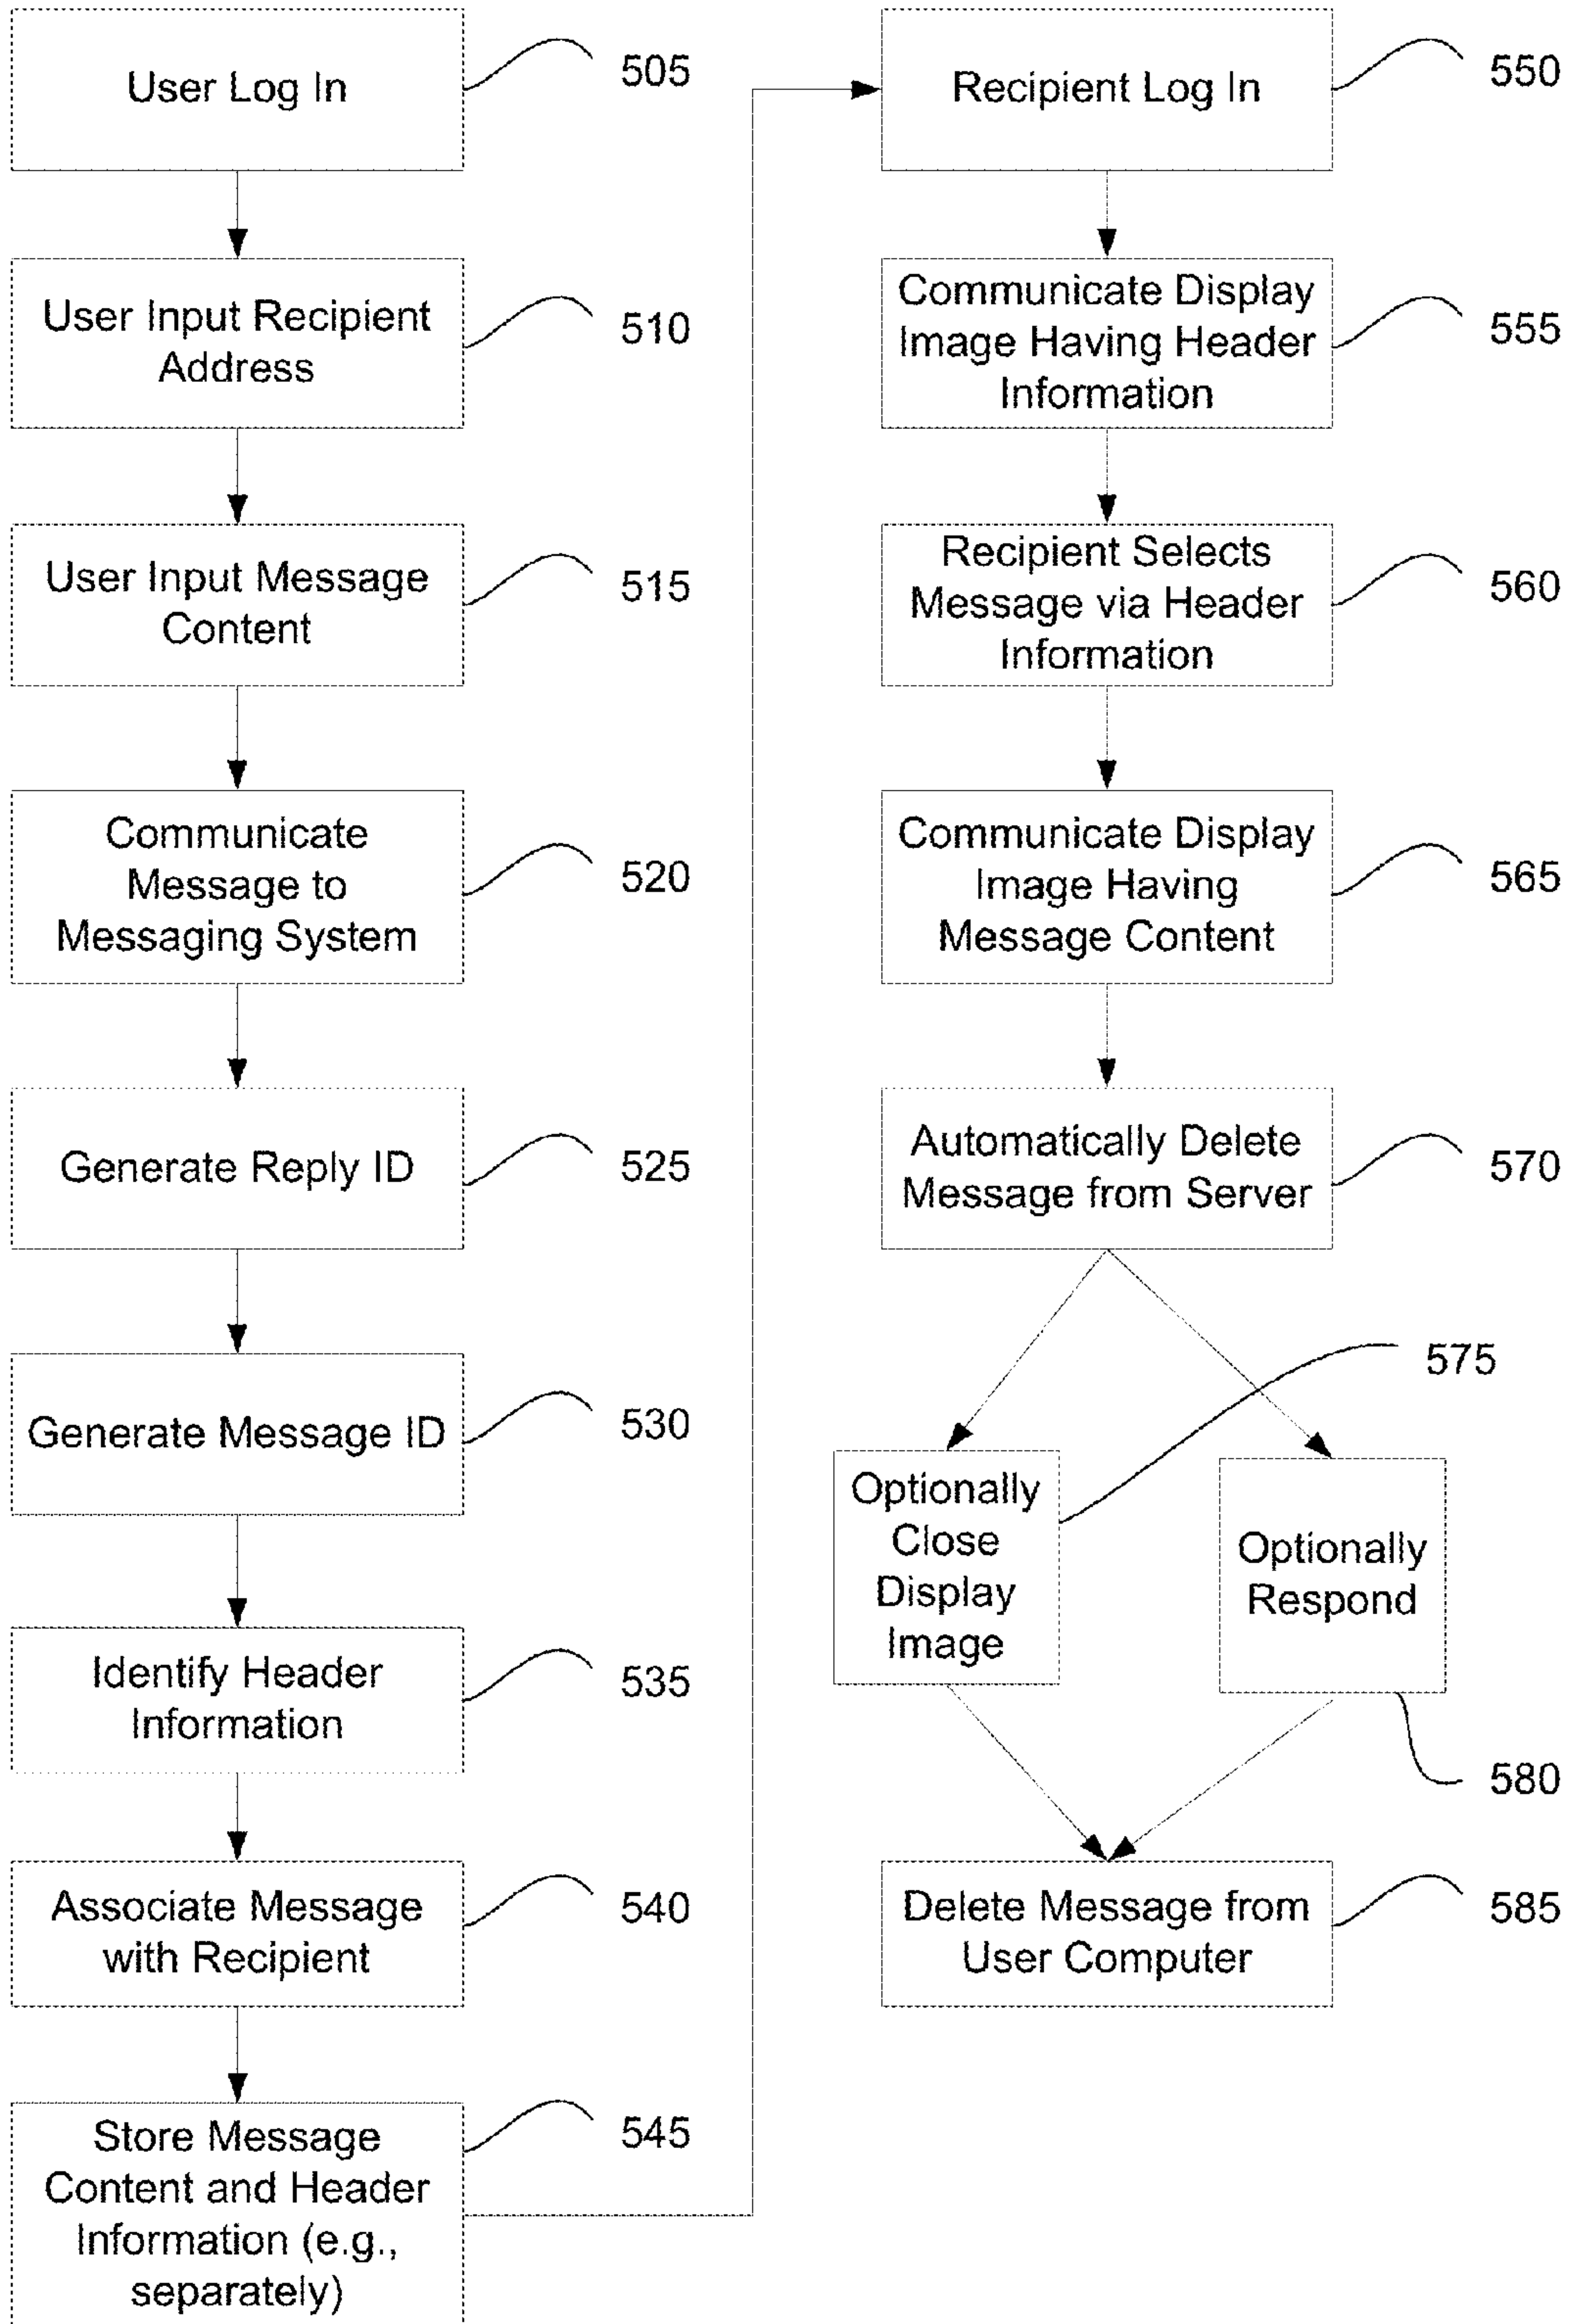 User Log In
505
User Input Recipient
Address
510
User Input Message
Content
515
Communicate
Message to
Messaging System
520
Generate Reply ID
525
Generate Message ID
530
Identify Header
Information
535
Associate Message
with Recipient
540
Store Message
Content and Header
Information (e.g.,
separately)
545
Recipient Log In
550
Communicate Display
Image Having Header
Information
555
Recipient Selects
Message via Header
Information
560
Communicate Display
Image Having
Message Content
565
Automatically Delete
Message from Server
570
575
Optionally
Close
Display
Image
Optionally
Respond
580
Delete Message from
User Computer
585